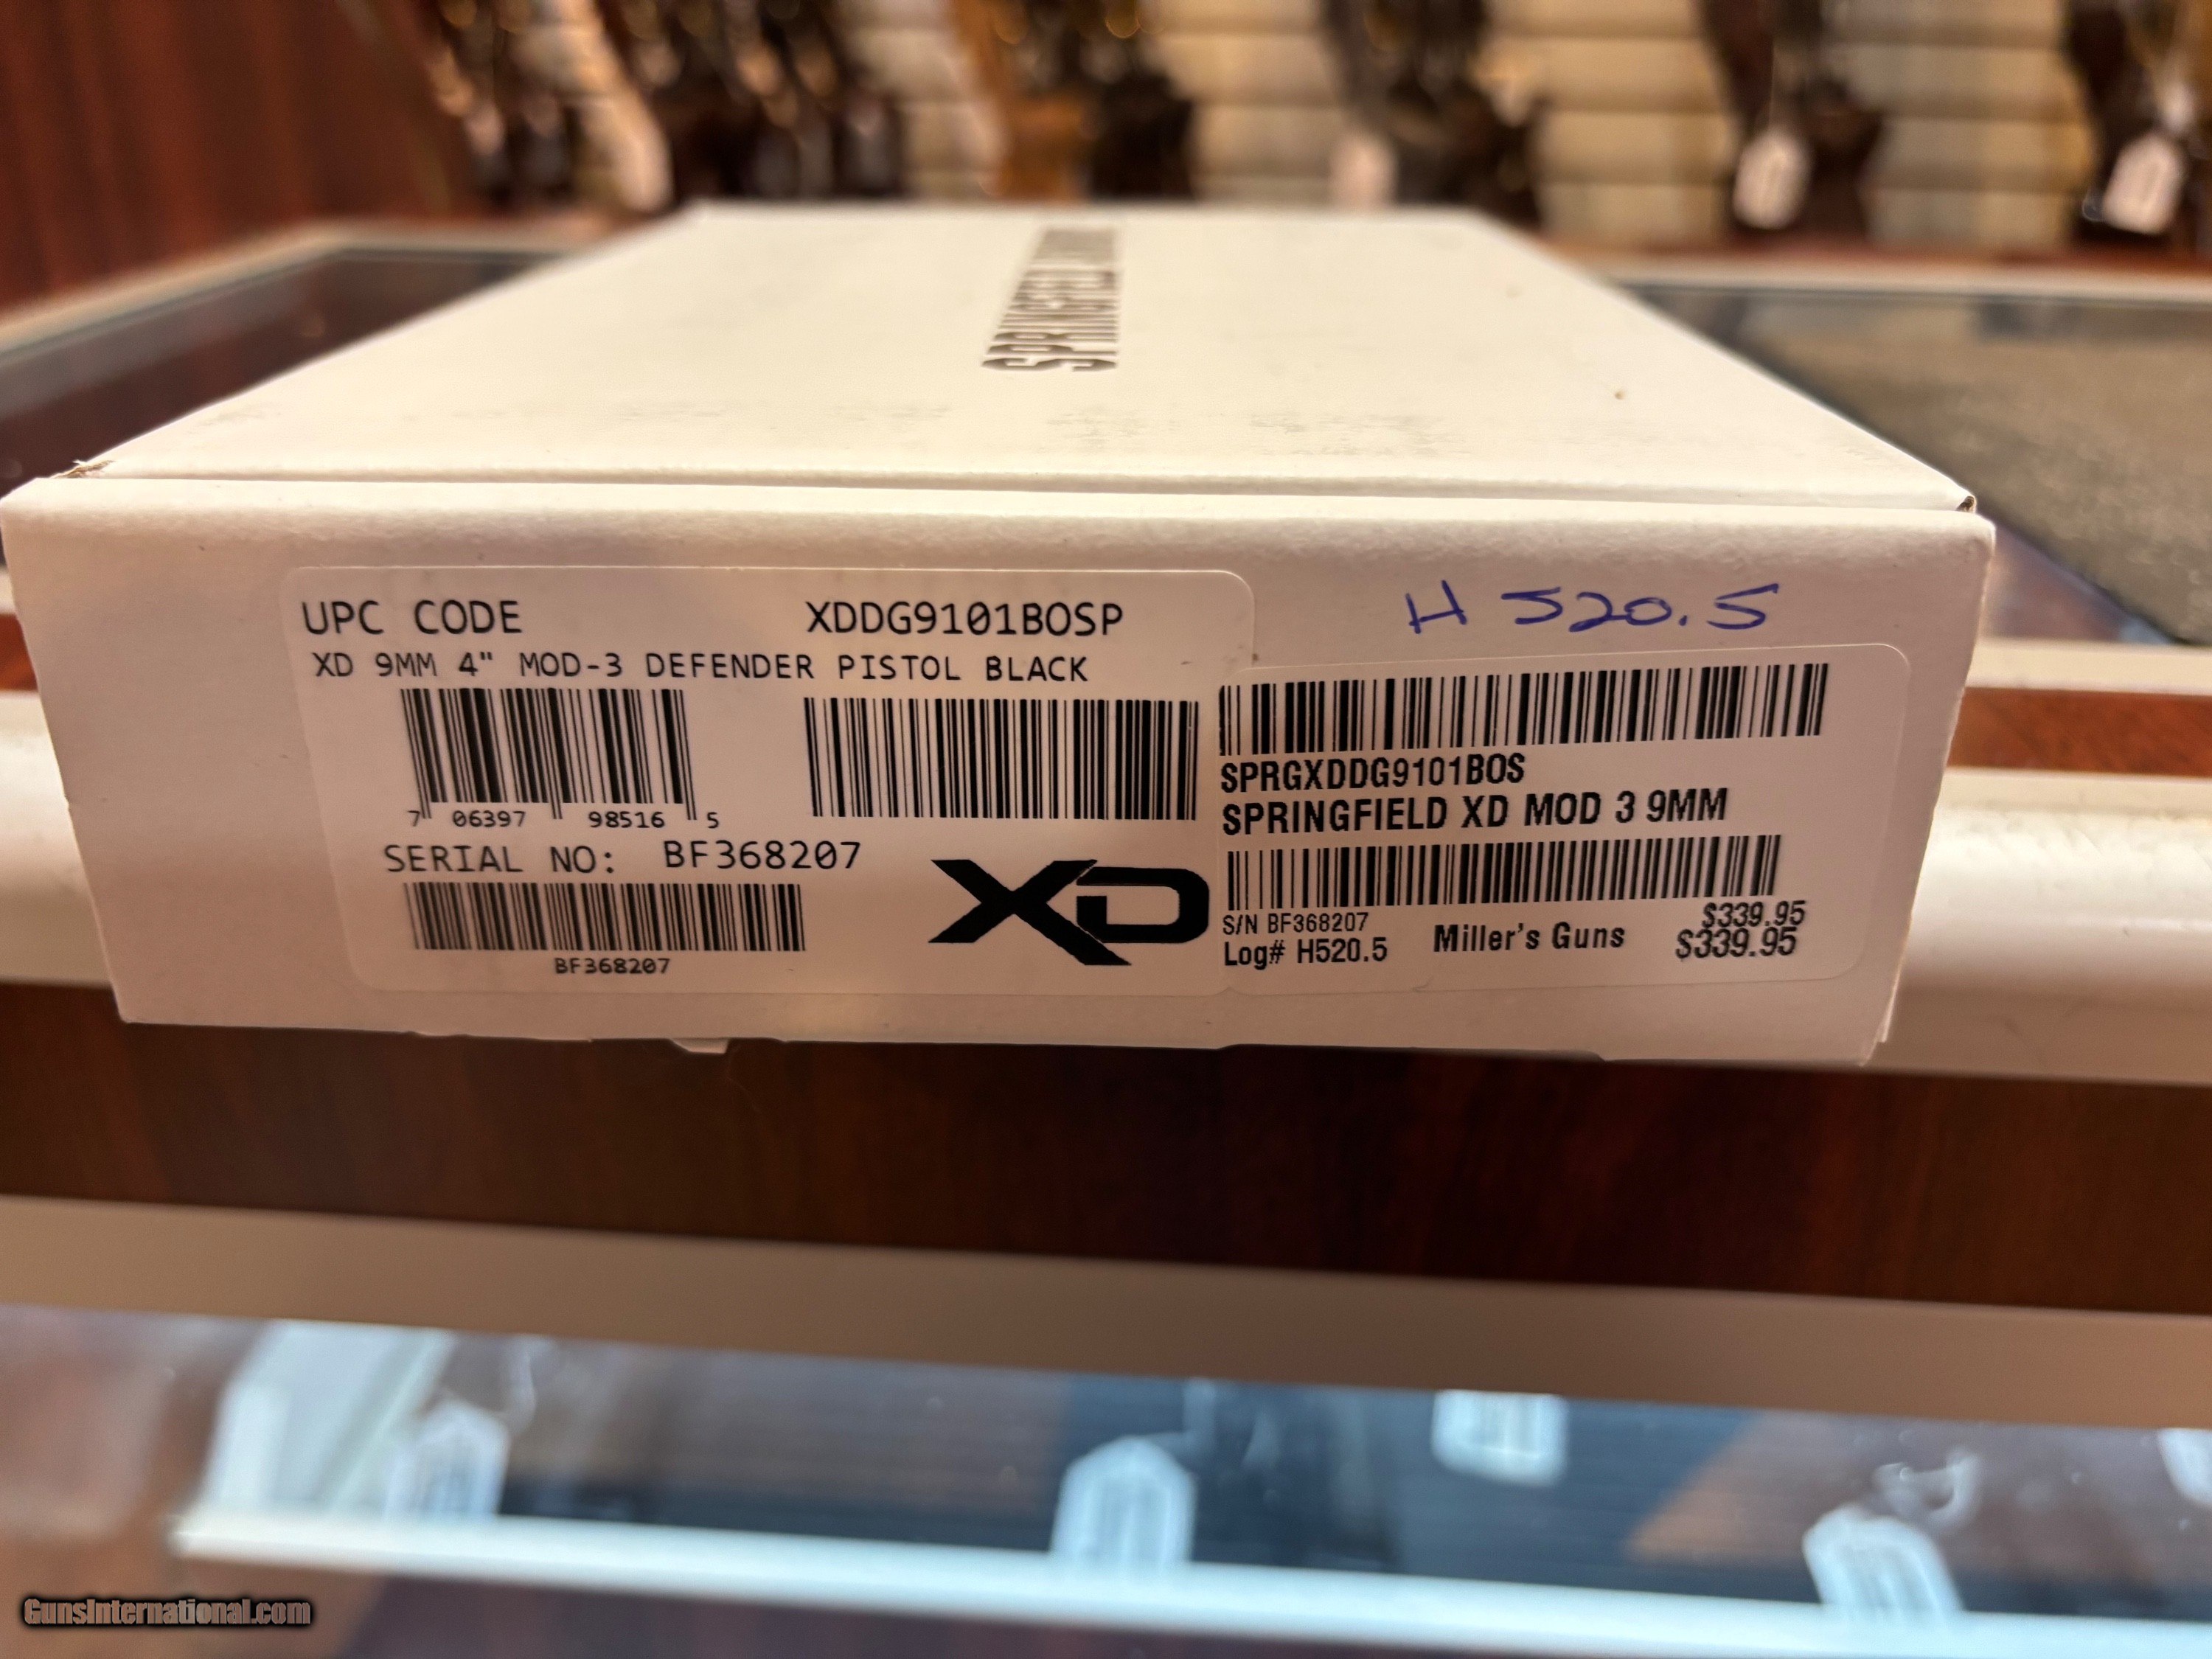 SPRINGFIELD ARMORY
UPC CODE XDDG9101BOSP
XD 9MM 4" MOD-3 DEFENDER PISTOL BLACK
7 06397 98516 5
SERIAL NO: BF368207
BF368207
XD
H 520.5
SPRGXDDG9101BOS
SPRINGFIELD XD MOD 3 9MM
$339.95
S/N BF368207
Log# H520.5 Miller's Guns $339.95
GunsInternational.com